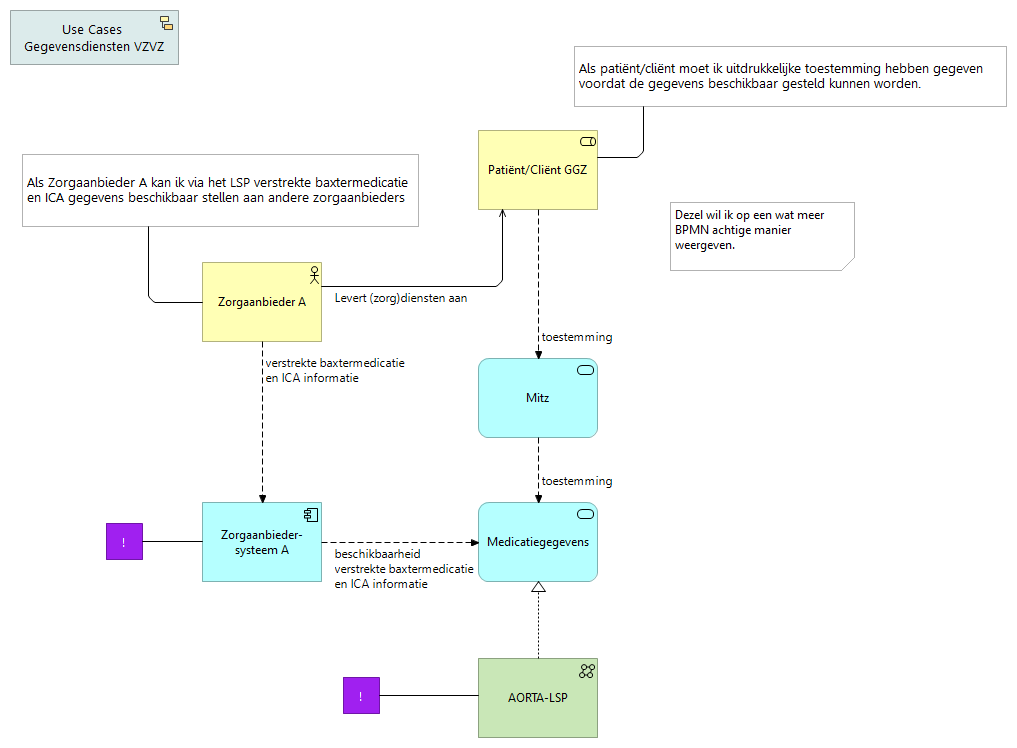 Use Cases
Gegevensdiensten VZVZ
Als patiënt/cliënt moet ik uitdrukkelijke toestemming hebben gegeven
voordat de gegevens beschikbaar gesteld kunnen worden.
Patiënt/Cliënt GGZ
Als Zorgaanbieder A kan ik via het LSP verstrekte baxtermedicatie
en ICA gegevens beschikbaar stellen aan andere zorgaanbieders
Dezel wil ik op een wat meer
BPMN achtige manier
weergeven.
Zorgaanbieder A
Levert (zorg)diensten aan
toestemming
verstrekte baxtermedicatie
en ICA informatie
Mitz
toestemming
!
Zorgaanbieder-
systeem A
Medicatiegegevens
beschikbaarheid
verstrekte baxtermedicatie
en ICA informatie
!
AORTA-LSP